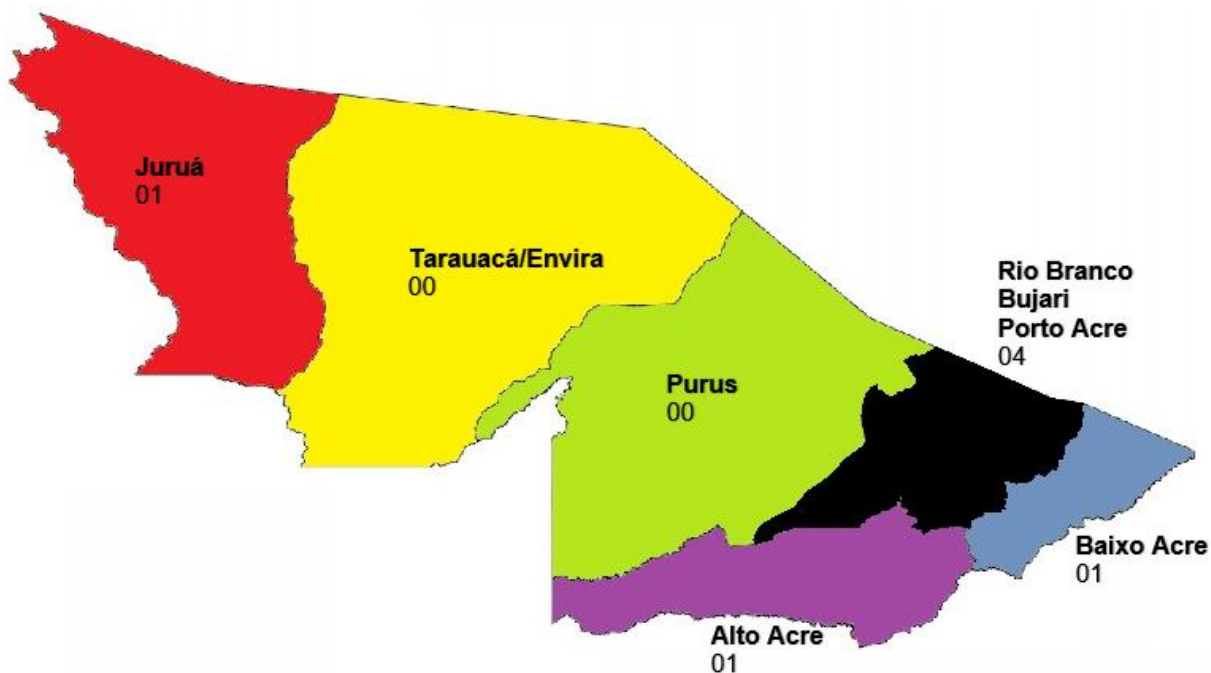 Juruá
01
Tarauacá/Envira
00
Rio Branco
Bujari
Porto Acre
04
Purus
00
Baixo Acre
01
Alto Acre
01